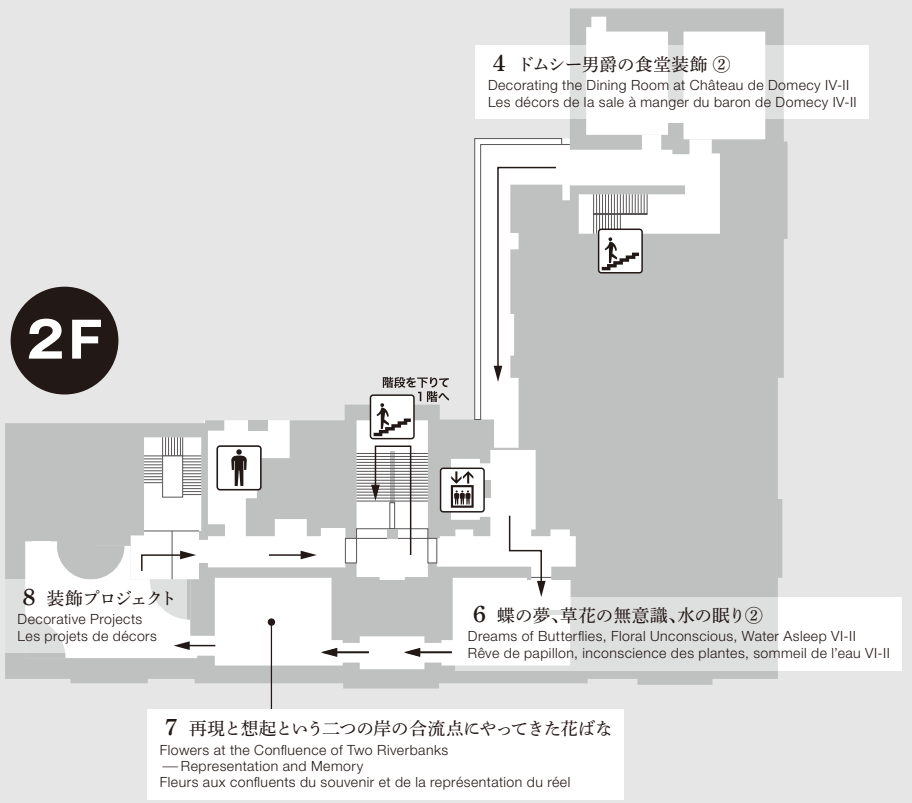 4 ドムシー男爵の食堂装飾 ②
Decorating the Dining Room at Château de Domecy IV-II
Les décors de la sale à manger du baron de Domecy IV-II
2F
階段を下りて
1階へ
8 装飾プロジェクト
Decorative Projects
Les projets de décors
6 蝶の夢、草花の無意識、水の眠り②
Dreams of Butterflies, Floral Unconscious, Water Asleep VI-II
Rêve de papillon, inconscience des plantes, sommeil de l'eau VI-II
7 再現と想起という二つの岸の合流点にやってきた花ばな
Flowers at the Confluence of Two Riverbanks
—Representation and Memory
Fleurs aux confluents du souvenir et de la représentation du réel